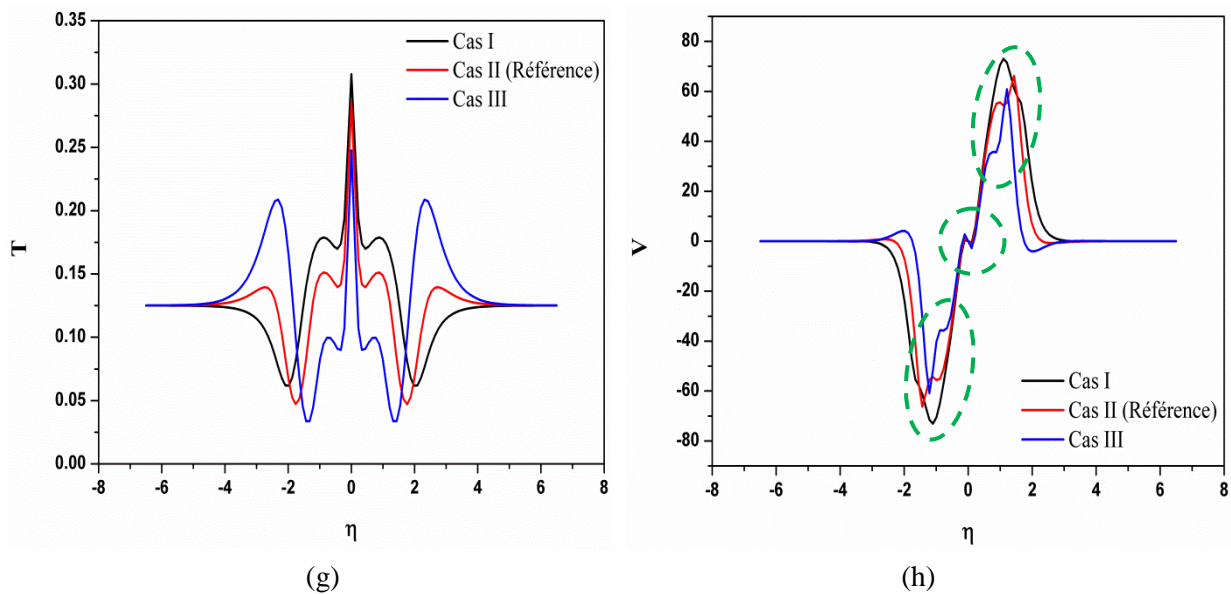 0.35
0.30
0.25
0.20
0.15
0.10
0.05
0.00
T
Cas I
Cas II (Référence)
Cas III
-8 -6 -4 -2 0 2 4 6 8
η
(g)
80
60
40
20
0
-20
-40
-60
-80
V
Cas I
Cas II (Référence)
Cas III
-8 -6 -4 -2 0 2 4 6 8
η
(h)